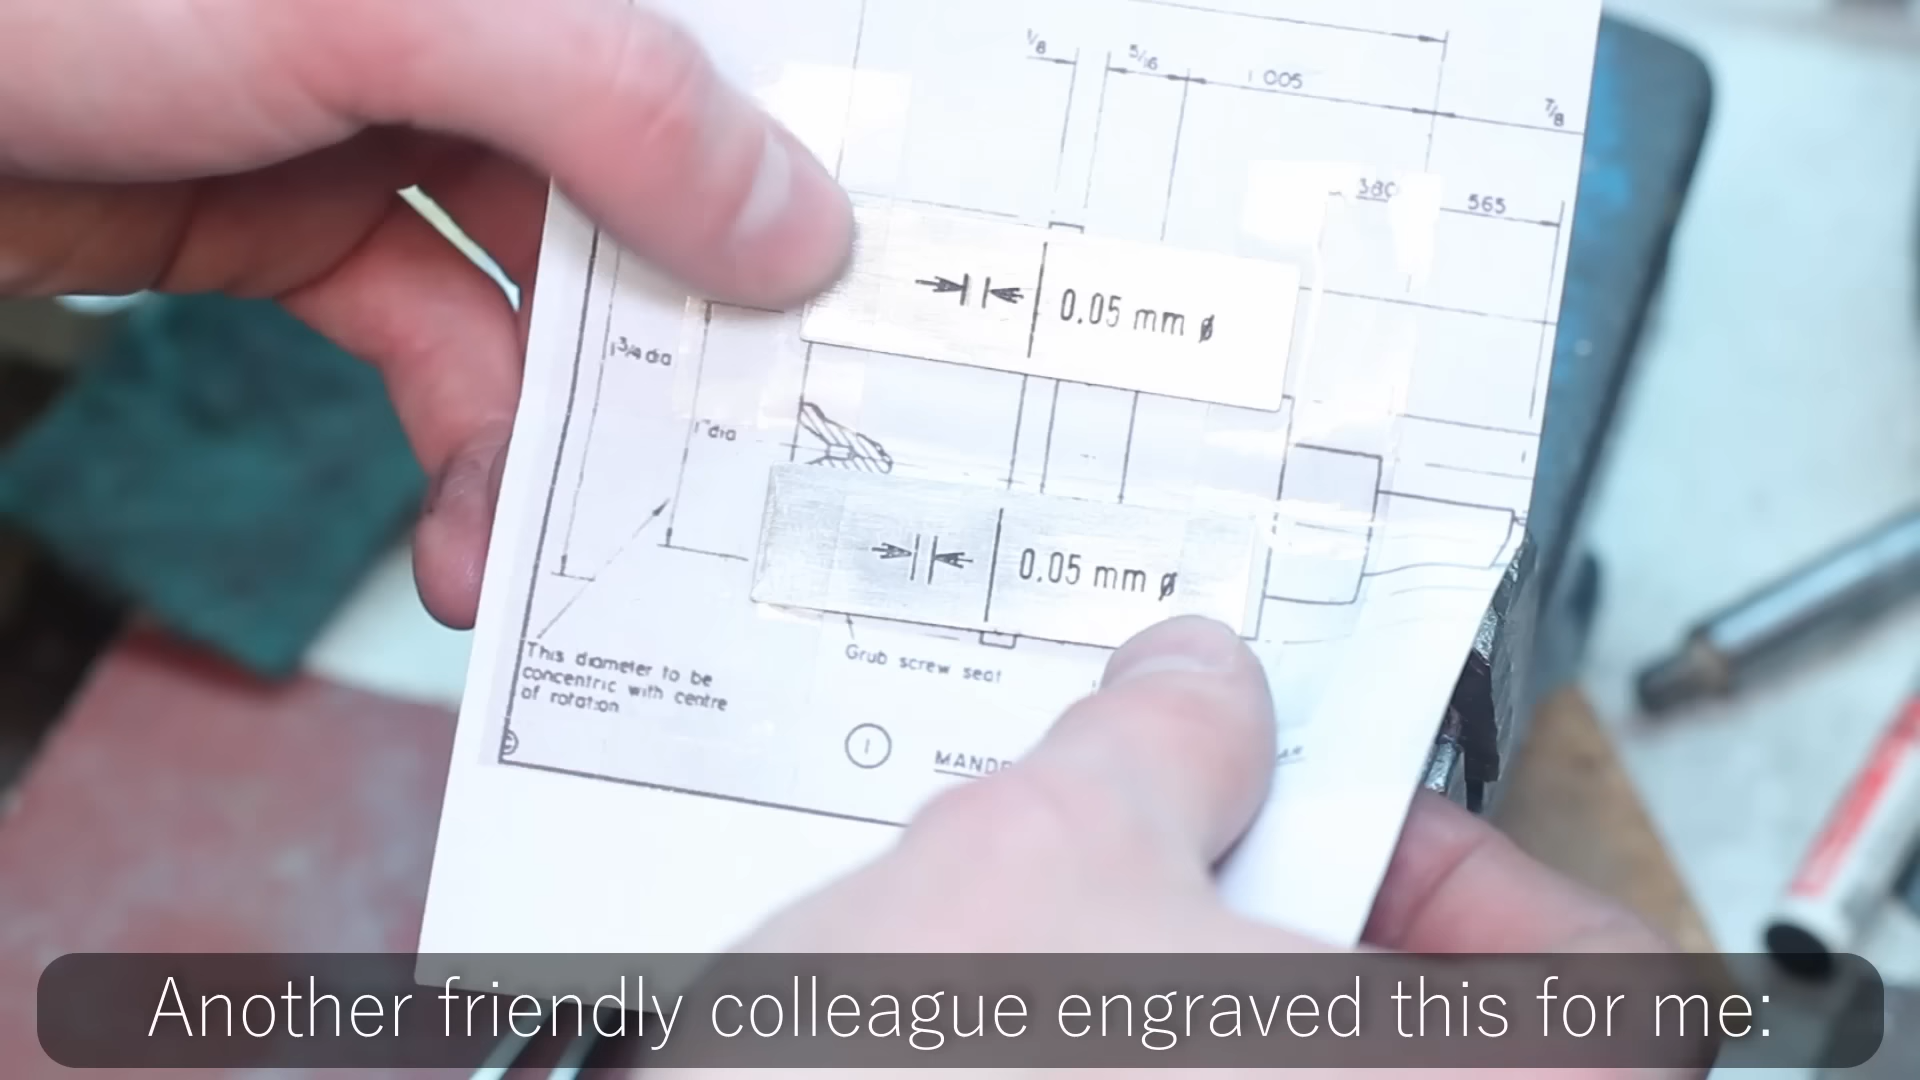 1/8
5/16
1 005
7/8
380
565
0.05 mm ø
1 3/4 dia
1" dia
0.05 mm ø
This diameter to be
concentric with centre
of rotation
Grub screw seat
1
Another friendly colleague engraved this for me: